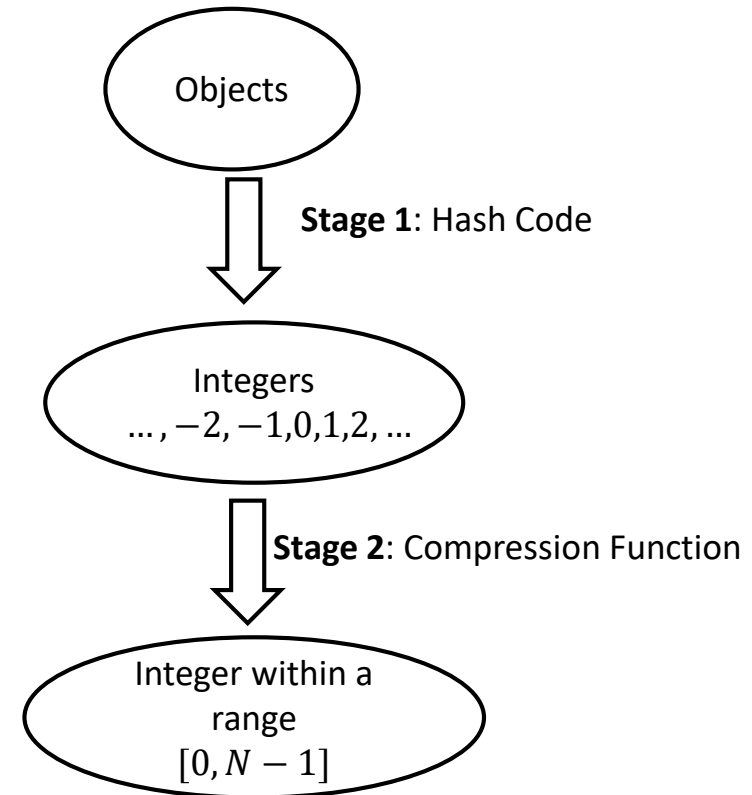 Objects
Stage 1: Hash Code
Integers
…, −2, −1,0,1,2, …
Stage 2: Compression Function
Integer within a
range
[0, N − 1]